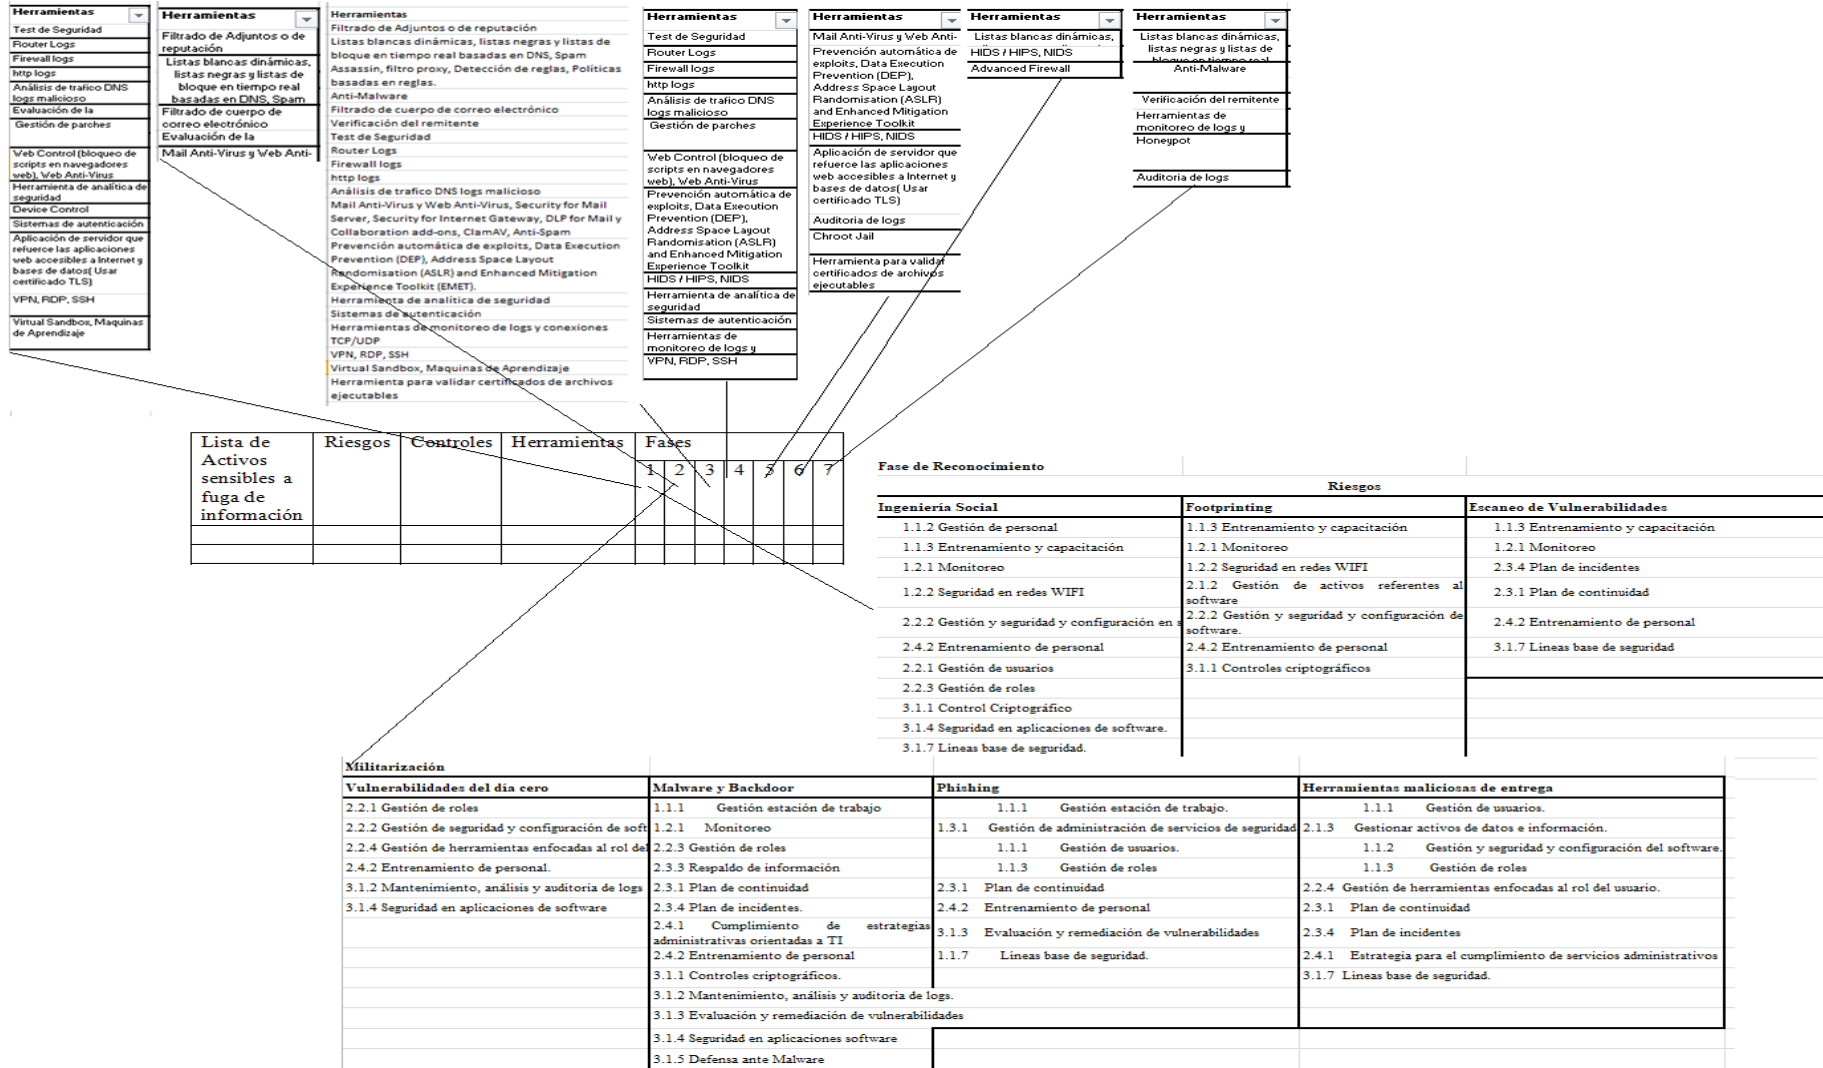 Herramientas
Test de Seguridad
Router Logs
Firewall logs
http logs
Análisis de trafico DNS
logs malicioso
Evaluación de la
Gestión de parches
Web Control (bloqueo de
scripts en navegadores
web), Web Anti-Virus
Herramienta de analítica de
seguridad
Device Control
Sistemas de autenticación
Aplicación de servidor que
refuerce las aplicaciones
web accesibles a Internet y
bases de datos( Usar
certificado TLS)
VPN, RDP, SSH
Virtual Sandbox, Maquinas
de Aprendizaje
Herramientas
Filtrado de Adjuntos o de
reputación
Listas blancas dinámicas,
listas negras y listas de
bloque en tiempo real
basadas en DNS, Spam
Filtrado de cuerpo de
correo electrónico
Evaluación de la
Mail Anti-Virus y Web Anti-
Herramientas
Filtrado de Adjuntos o de reputación
Listas blancas dinámicas, listas negras y listas de
bloque en tiempo real basadas en DNS, Spam
Assassin, filtro proxy, Detección de reglas, Políticas
basadas en reglas.
Anti-Malware
Filtrado de cuerpo de correo electrónico
Verificación del remitente
Test de Seguridad
Router Logs
Firewall logs
http logs
Análisis de trafico DNS logs malicioso
Mail Anti-Virus y Web Anti-Virus, Security for Mail
Server, Security for Internet Gateway, DLP for Mail y
Collaboration add-ons, ClamAV, Anti-Spam
Prevención automática de exploits, Data Execution
Prevention (DEP), Address Space Layout
Randomisation (ASLR) and Enhanced Mitigation
Experience Toolkit (EMET).
Herramienta de analítica de seguridad
Sistemas de autenticación
Herramientas de monitoreo de logs y conexiones
TCP/UDP
VPN, RDP, SSH
Virtual Sandbox, Maquinas de Aprendizaje
Herramienta para validar certificados de archivos
ejecutables
Herramientas
Test de Seguridad
Router Logs
Firewall logs
http logs
Análisis de trafico DNS
logs malicioso
Gestión de parches
Web Control (bloqueo de
scripts en navegadores
web), Web Anti-Virus
Prevención automática de
exploits, Data Execution
Prevention (DEP),
Address Space Layout
Randomisation (ASLR)
and Enhanced Mitigation
Experience Toolkit
HIDS / HIPS, NIDS
Herramienta de analítica de
seguridad
Sistemas de autenticación
Herramientas de
monitoreo de logs y
VPN, RDP, SSH
Herramientas
Mail Anti-Virus y Web Anti-
Prevención automática de
exploits, Data Execution
Prevention (DEP),
Address Space Layout
Randomisation (ASLR)
and Enhanced Mitigation
Experience Toolkit
HIDS / HIPS, NIDS
Aplicación de servidor que
refuerce las aplicaciones
web accesibles a Internet y
bases de datos( Usar
certificado TLS)
Auditoria de logs
Chroot Jail
Herramienta para validar
certificados de archivos
ejecutables
Herramientas
Listas blancas dinámicas,
HIDS / HIPS, NIDS
Advanced Firewall
Herramientas
Listas blancas dinámicas,
listas negras y listas de
bloque en tiempo real
Anti-Malware
Verificación del remitente
Herramientas de
monitoreo de logs y
Honeypot
Auditoria de logs
Lista de Activos sensibles a fuga de información
Riesgos
Controles
Herramientas
Fases
1 2 3 4 5 6 7
Fase de Reconocimiento
Riesgos
Ingeniería Social
1.1.2 Gestión de personal
1.1.3 Entrenamiento y capacitación
1.2.1 Monitoreo
1.2.2 Seguridad en redes WIFI
2.2.2 Gestión y seguridad y configuración en s
2.4.2 Entrenamiento de personal
2.2.1 Gestión de usuarios
2.2.3 Gestión de roles
3.1.1 Control Criptográfico
3.1.4 Seguridad en aplicaciones de software.
3.1.7 Lineas base de seguridad.
Footprinting
1.1.3 Entrenamiento y capacitación
1.2.1 Monitoreo
1.2.2 Seguridad en redes WIFI
2.1.2 Gestión de activos referentes al
software
2.2.2 Gestión y seguridad y configuración de
software.
2.4.2 Entrenamiento de personal
3.1.1 Controles criptográficos
Escaneo de Vulnerabilidades
1.1.3 Entrenamiento y capacitación
1.2.1 Monitoreo
2.3.4 Plan de incidentes
2.3.1 Plan de continuidad
2.4.2 Entrenamiento de personal
3.1.7 Lineas base de seguridad
Militarización
Vulnerabilidades del día cero
2.2.1 Gestión de roles
2.2.2 Gestión de seguridad y configuración de soft
2.2.4 Gestión de herramientas enfocadas al rol del
2.4.2 Entrenamiento de personal.
3.1.2 Mantenimiento, análisis y auditoria de logs
3.1.4 Seguridad en aplicaciones de software
Malware y Backdoor
1.1.1 Gestión estación de trabajo
1.2.1 Monitoreo
2.2.3 Gestión de roles
2.3.3 Respaldo de información
2.3.1 Plan de continuidad
2.3.4 Plan de incidentes.
2.4.1 Cumplimiento de estrategias
administrativas orientadas a TI
2.4.2 Entrenamiento de personal
3.1.1 Controles criptográficos.
3.1.2 Mantenimiento, análisis y auditoria de logs.
3.1.3 Evaluación y remediación de vulnerabilidades
3.1.4 Seguridad en aplicaciones software
3.1.5 Defensa ante Malware
Phishing
1.1.1 Gestión estación de trabajo.
1.3.1 Gestión de administración de servicios de seguridad
1.1.1 Gestión de usuarios.
1.1.3 Gestión de roles
2.3.1 Plan de continuidad
2.4.2 Entrenamiento de personal
3.1.3 Evaluación y remediación de vulnerabilidades
1.1.7 Lineas base de seguridad.
Herramientas maliciosas de entrega
1.1.1 Gestión de usuarios.
2.1.3 Gestionar activos de datos e información.
1.1.2 Gestión y seguridad y configuración del software.
1.1.3 Gestión de roles
2.2.4 Gestión de herramientas enfocadas al rol del usuario.
2.3.1 Plan de continuidad
2.3.4 Plan de incidentes
2.4.1 Estrategia para el cumplimiento de servicios administrativos
3.1.7 Lineas base de seguridad.